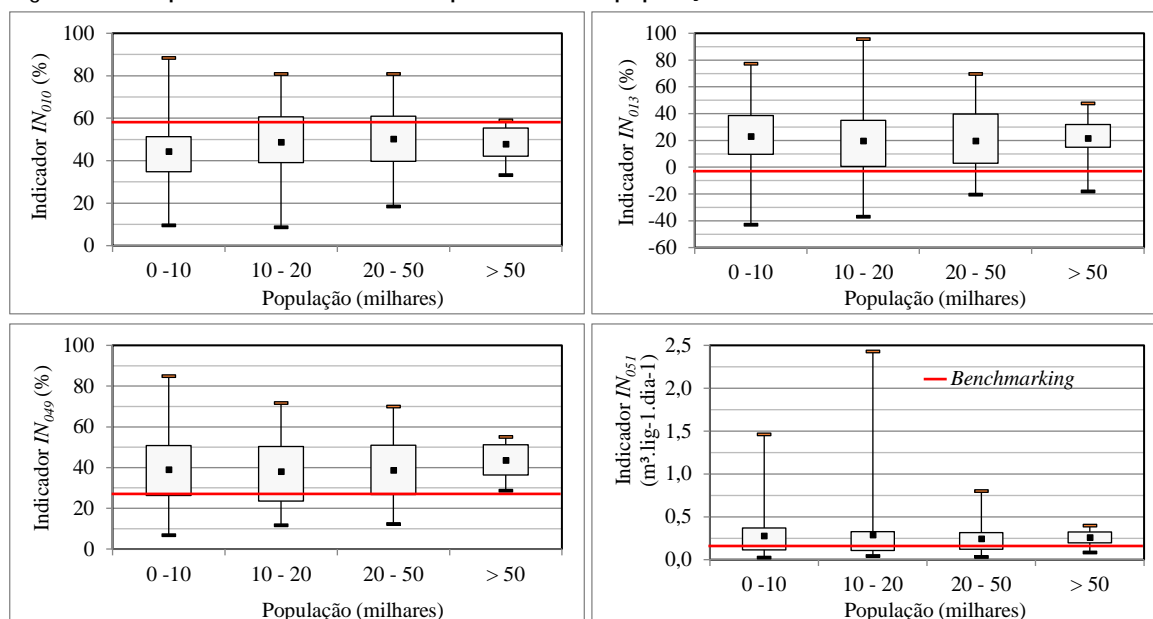 Indicador IN010 (%)
100
80
60
40
20
0
0 -10
10 - 20
20 - 50
> 50
População (milhares)
Indicador IN013 (%)
100
80
60
40
20
0
-20
-40
-60
0 -10
10 - 20
20 - 50
> 50
População (milhares)
Indicador IN049 (%)
100
80
60
40
20
0
0 -10
10 - 20
20 - 50
> 50
População (milhares)
Indicador IN051
(m³.lig-1.dia-1)
2,5
2,0
1,5
1,0
0,5
0,0
Benchmarking
0 -10
10 - 20
20 - 50
> 50
População (milhares)